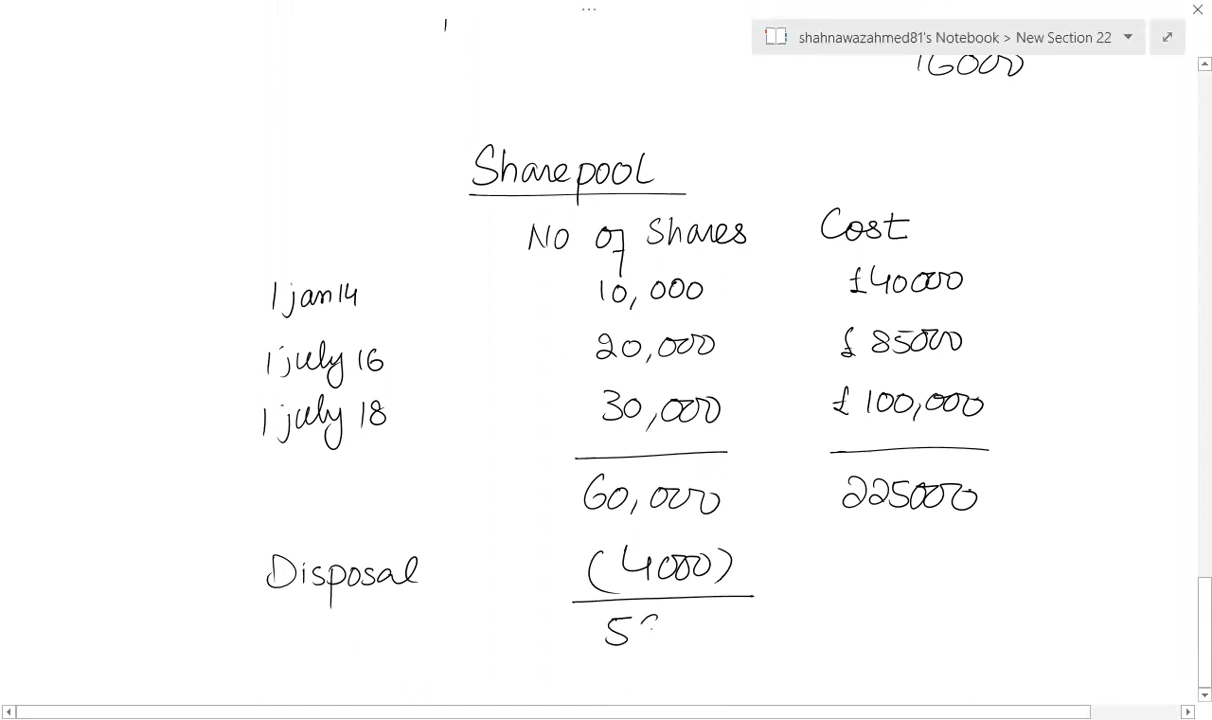 shahnawazahmed81's Notebook > New Section 22
16000
Sharepool
No of Shares Cost
1 jan 14 10,000 £40000
1 july 16 20,000 £ 85000
1 july 18 30,000 £ 100,000
60,000 225000
Disposal (4000)
5